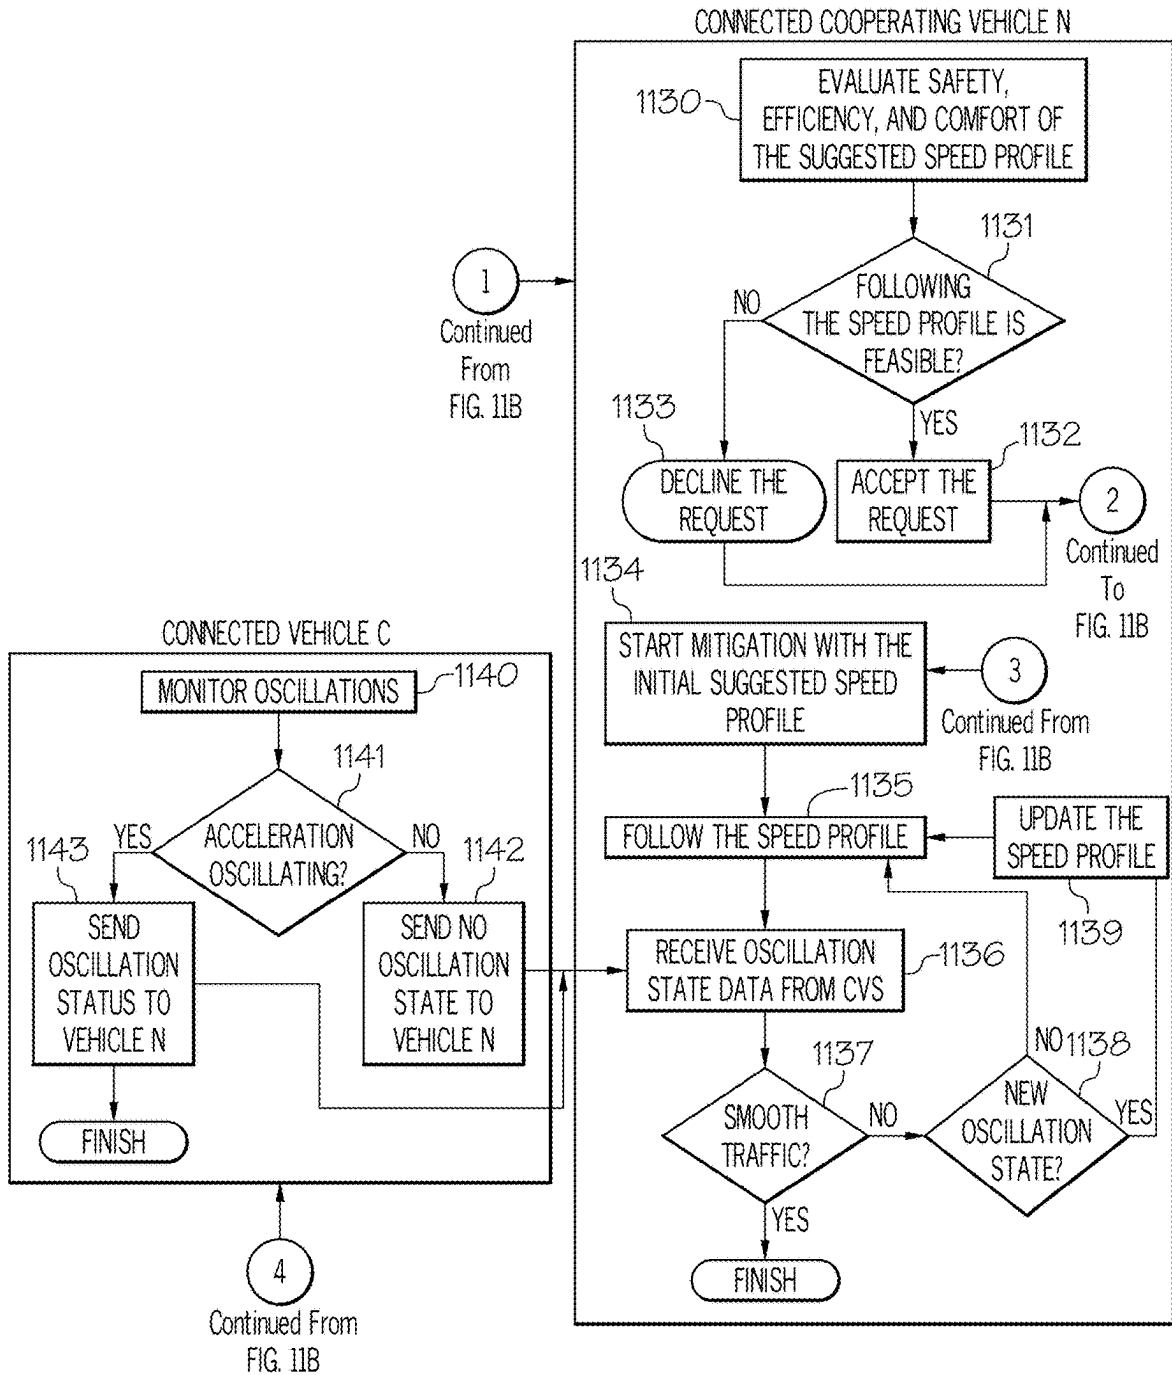 CONNECTED COOPERATING VEHICLE N
1130
EVALUATE SAFETY,
EFFICIENCY, AND COMFORT OF
THE SUGGESTED SPEED PROFILE
1131
FOLLOWING
THE SPEED PROFILE IS
FEASIBLE?
NO
YES
1
Continued
From
FIG. 11B
1133
DECLINE THE
REQUEST
1132
ACCEPT THE
REQUEST
2
Continued
To
FIG. 11B
1134
START MITIGATION WITH THE
INITIAL SUGGESTED SPEED
PROFILE
3
Continued From
FIG. 11B
1135
FOLLOW THE SPEED PROFILE
UPDATE THE
SPEED PROFILE
1139
RECEIVE OSCILLATION
STATE DATA FROM CVS
1136
1137
SMOOTH
TRAFFIC?
NO
YES
FINISH
NO
1138
NEW
OSCILLATION
STATE?
YES
CONNECTED VEHICLE C
MONITOR OSCILLATIONS
1140
1141
ACCELERATION
OSCILLATING?
YES
NO
1143
SEND
OSCILLATION
STATUS TO
VEHICLE N
1142
SEND NO
OSCILLATION
STATE TO
VEHICLE N
FINISH
4
Continued From
FIG. 11B